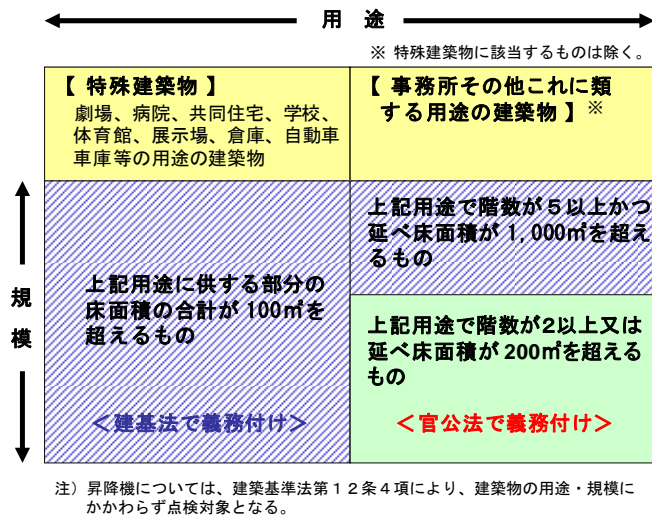 用 途
※ 特殊建築物に該当するものは除く。
【 特殊建築物 】
劇場、病院、共同住宅、学校、
体育館、展示場、倉庫、自動車
車庫等の用途の建築物
【 事務所その他これに類
する用途の建築物 】※
規
模
上記用途に供する部分の
床面積の合計が 100㎡を
超えるもの
<建基法で義務付け>
上記用途で階数が5以上かつ
延べ床面積が 1,000㎡を超え
るもの
上記用途で階数が2以上又は
延べ床面積が 200㎡を超える
もの
<官公法で義務付け>
注）昇降機については、建築基準法第12条4項により、建築物の用途・規模に
かかわらず点検対象となる。